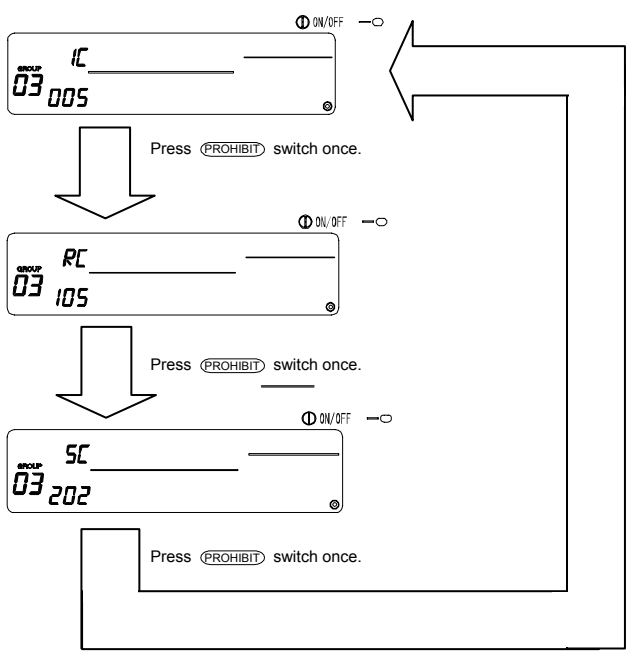 ON/OFF
IC
GROUP
03 005
Press PROHIBIT switch once.
ON/OFF
RC
GROUP
03 105
Press PROHIBIT switch once.
ON/OFF
SC
GROUP
03 202
Press PROHIBIT switch once.